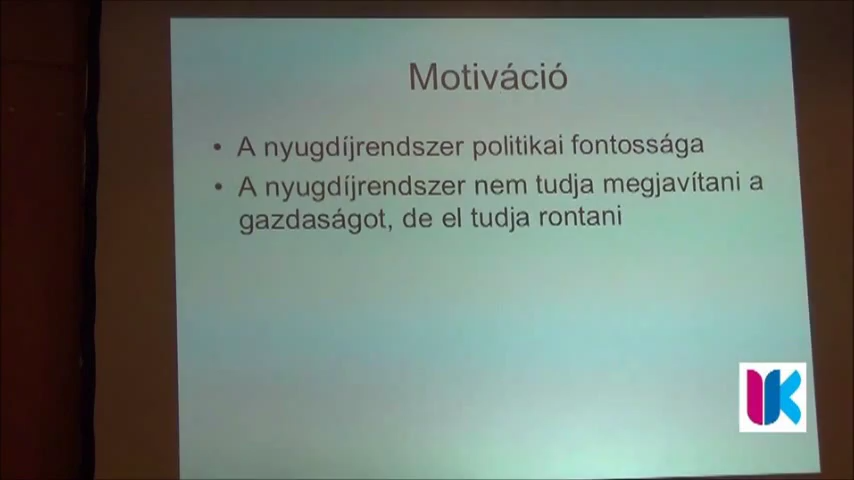 Motiváció
• A nyugdíjrendszer politikai fontossága
• A nyugdíjrendszer nem tudja megjavítani a
gazdaságot, de el tudja rontani